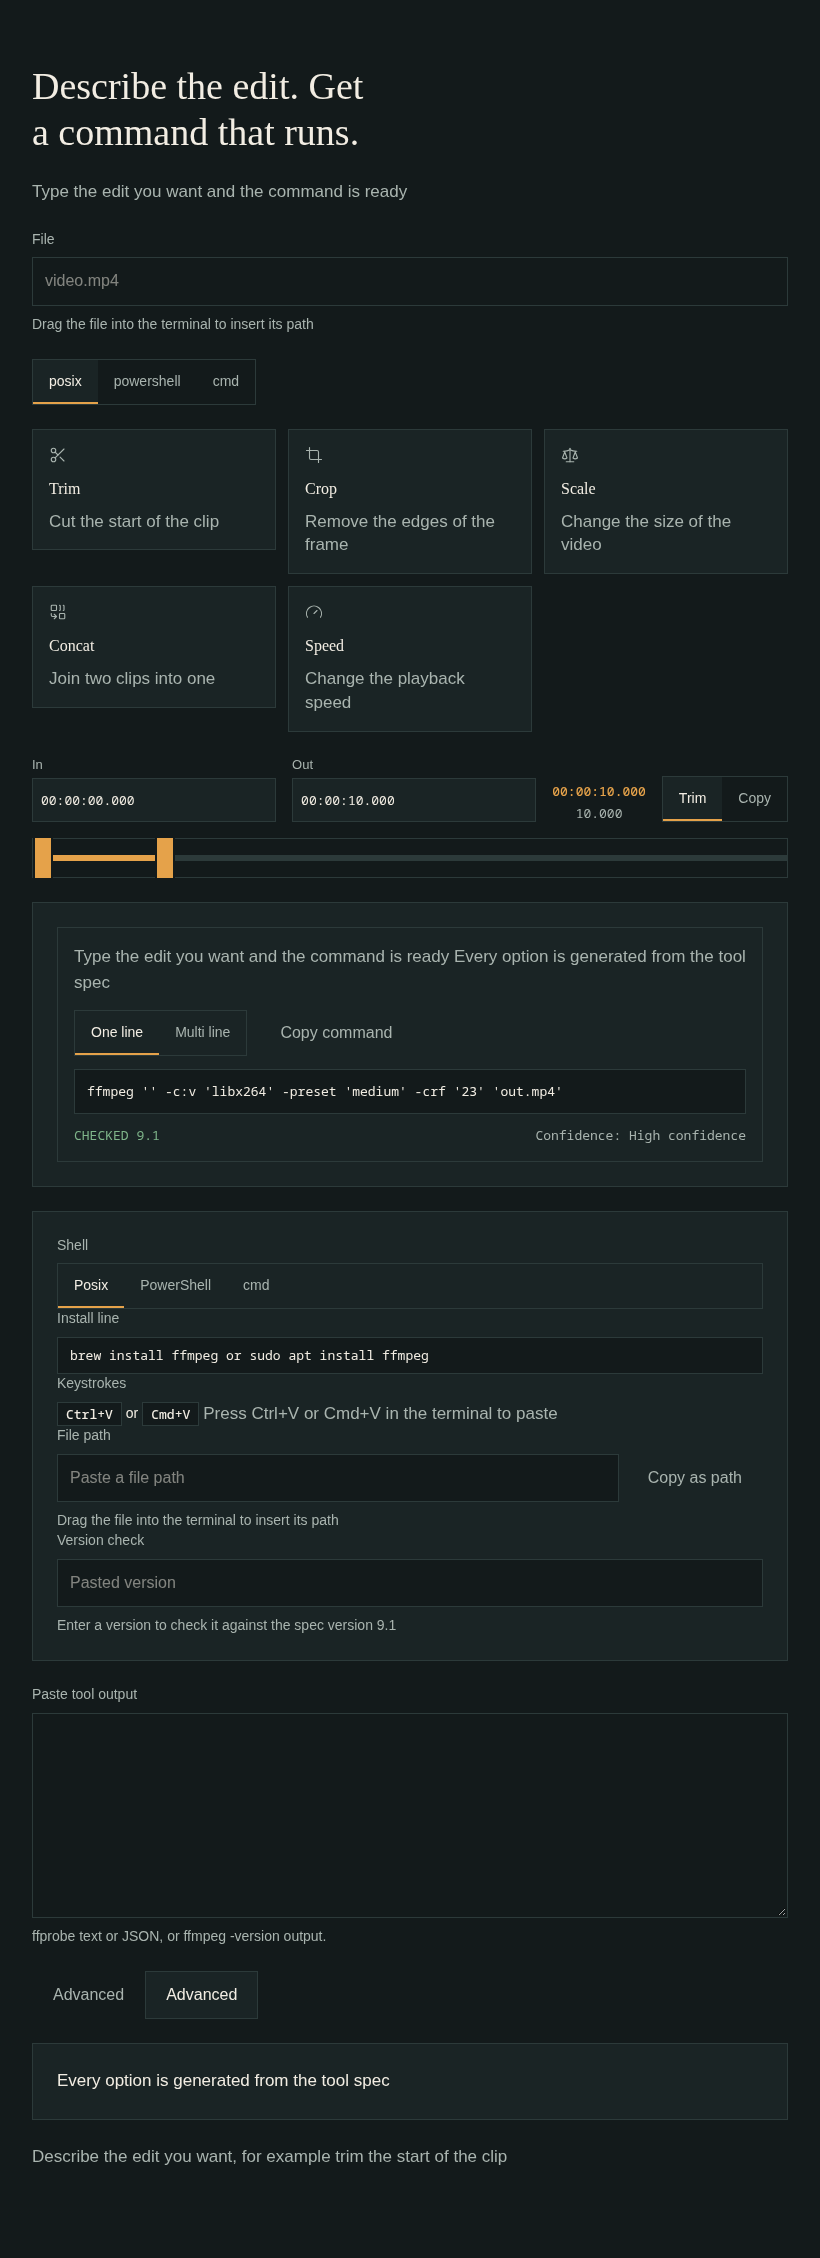 Describe the edit. Get
a command that runs.
Type the edit you want and the command is ready
File
video.mp4
Drag the file into the terminal to insert its path
posix powershell cmd
Trim
Cut the start of the clip
Crop
Remove the edges of the
frame
Scale
Change the size of the
video
Concat
Join two clips into one
Speed
Change the playback
speed
In
00:00:00.000
Out
00:00:10.000
00:00:10.000
10.000
Trim Copy
Type the edit you want and the command is ready Every option is generated from the tool
spec
One line Multi line Copy command
ffmpeg '' -c:v 'libx264' -preset 'medium' -crf '23' 'out.mp4'
CHECKED 9.1 Confidence: High confidence
Shell
Posix PowerShell cmd
Install line
brew install ffmpeg or sudo apt install ffmpeg
Keystrokes
Ctrl+V or Cmd+V Press Ctrl+V or Cmd+V in the terminal to paste
File path
Paste a file path Copy as path
Drag the file into the terminal to insert its path
Version check
Pasted version
Enter a version to check it against the spec version 9.1
Paste tool output
ffprobe text or JSON, or ffmpeg -version output.
Advanced Advanced
Every option is generated from the tool spec
Describe the edit you want, for example trim the start of the clip